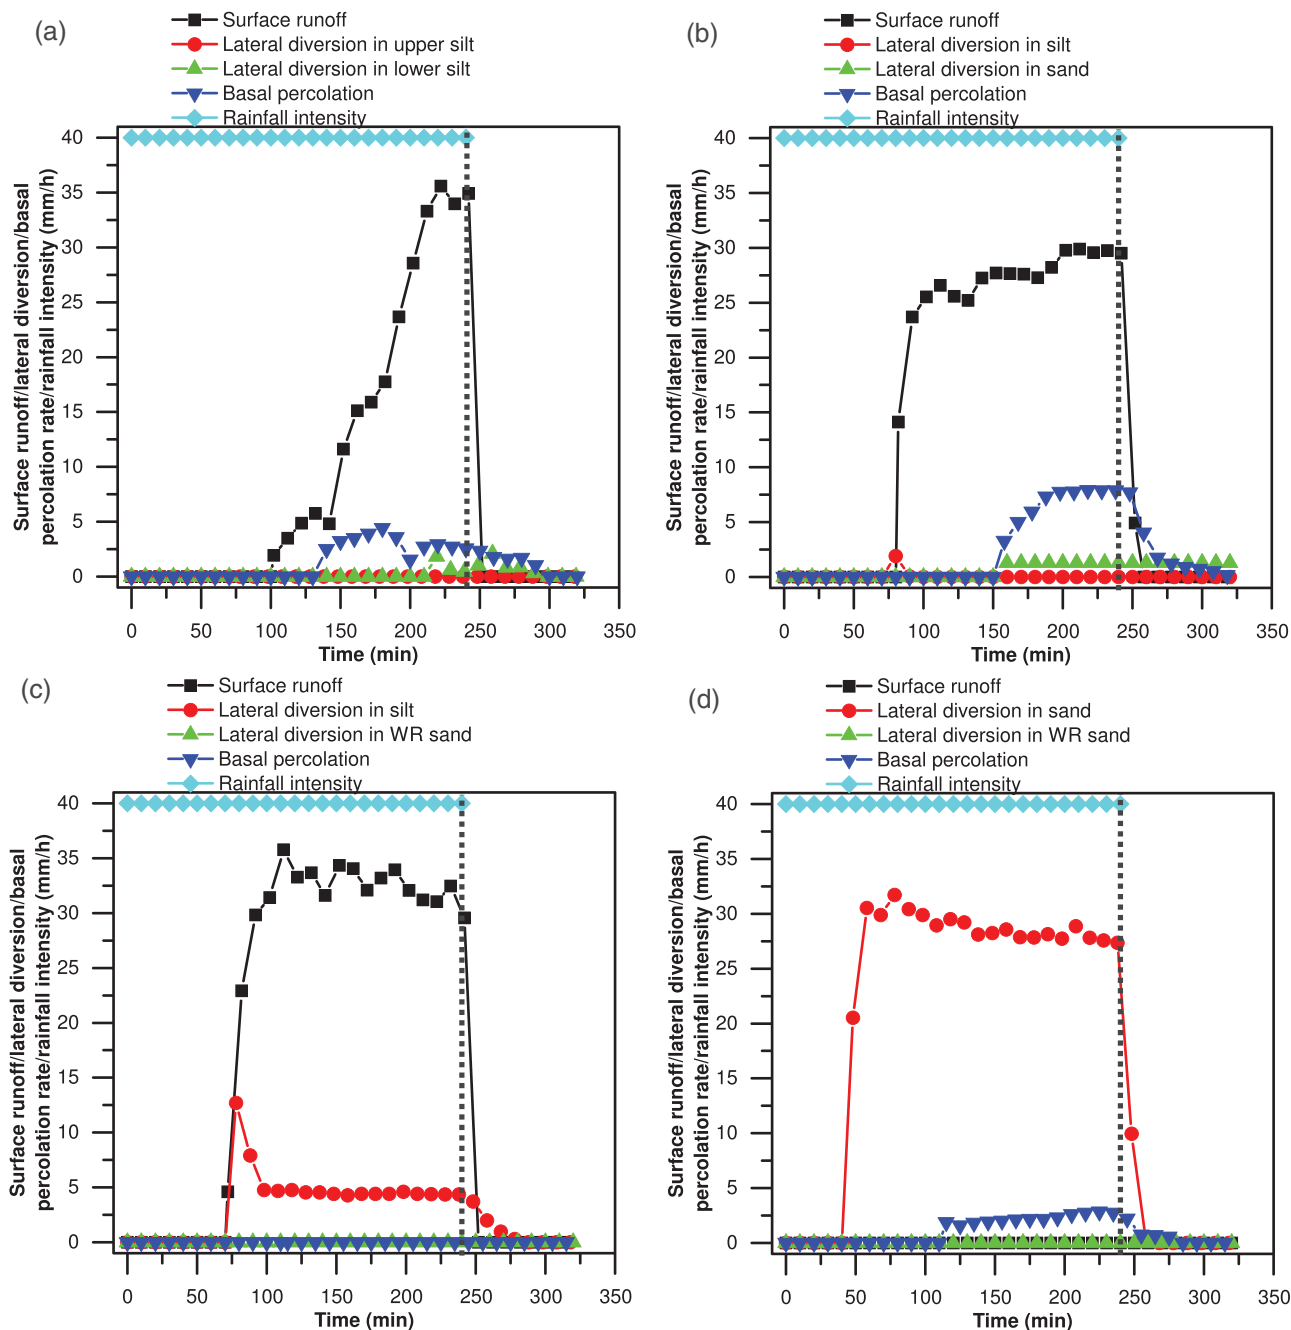 (a)
Surface runoff
Lateral diversion in upper silt
Lateral diversion in lower silt
Basal percolation
Rainfall intensity
Surface runoff/lateral diversion/basal
percolation rate/rainfall intensity (mm/h)
40
35
30
25
20
15
10
5
0
0 50 100 150 200 250 300 350
Time (min)
(b)
Surface runoff
Lateral diversion in silt
Lateral diversion in sand
Basal percolation
Rainfall intensity
Surface runoff/lateral diversion/basal
percolation rate/rainfall intensity (mm/h)
40
35
30
25
20
15
10
5
0
0 50 100 150 200 250 300 350
Time (min)
(c)
Surface runoff
Lateral diversion in silt
Lateral diversion in WR sand
Basal percolation
Rainfall intensity
Surface runoff/lateral diversion/basal
percolation rate/rainfall intensity (mm/h)
40
35
30
25
20
15
10
5
0
0 50 100 150 200 250 300 350
Time (min)
(d)
Surface runoff
Lateral diversion in sand
Lateral diversion in WR sand
Basal percolation
Rainfall intensity
Surface runoff/lateral diversion/basal
percolation rate/rainfall intensity (mm/h)
40
35
30
25
20
15
10
5
0
0 50 100 150 200 250 300 350
Time (min)